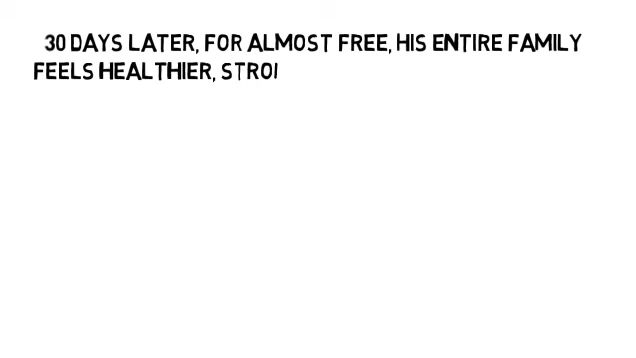 30 DAYS LATER, FOR ALMOST FREE, HIS ENTIRE FAMILY
FEELS HEALTHIER,